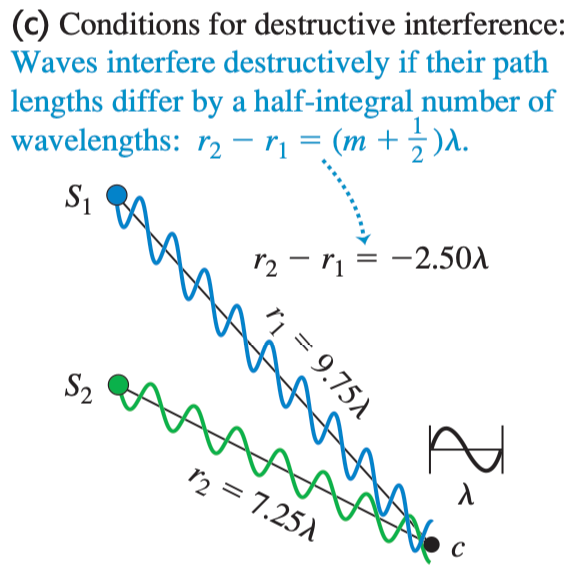 (c) Conditions for destructive interference:
Waves interfere destructively if their path
lengths differ by a half-integral number of
wavelengths: r₂ − r₁ = (m + ½)λ.
S₁
r₂ − r₁ = −2.50λ
r₁ = 9.75λ
S₂
r₂ = 7.25λ
λ
c